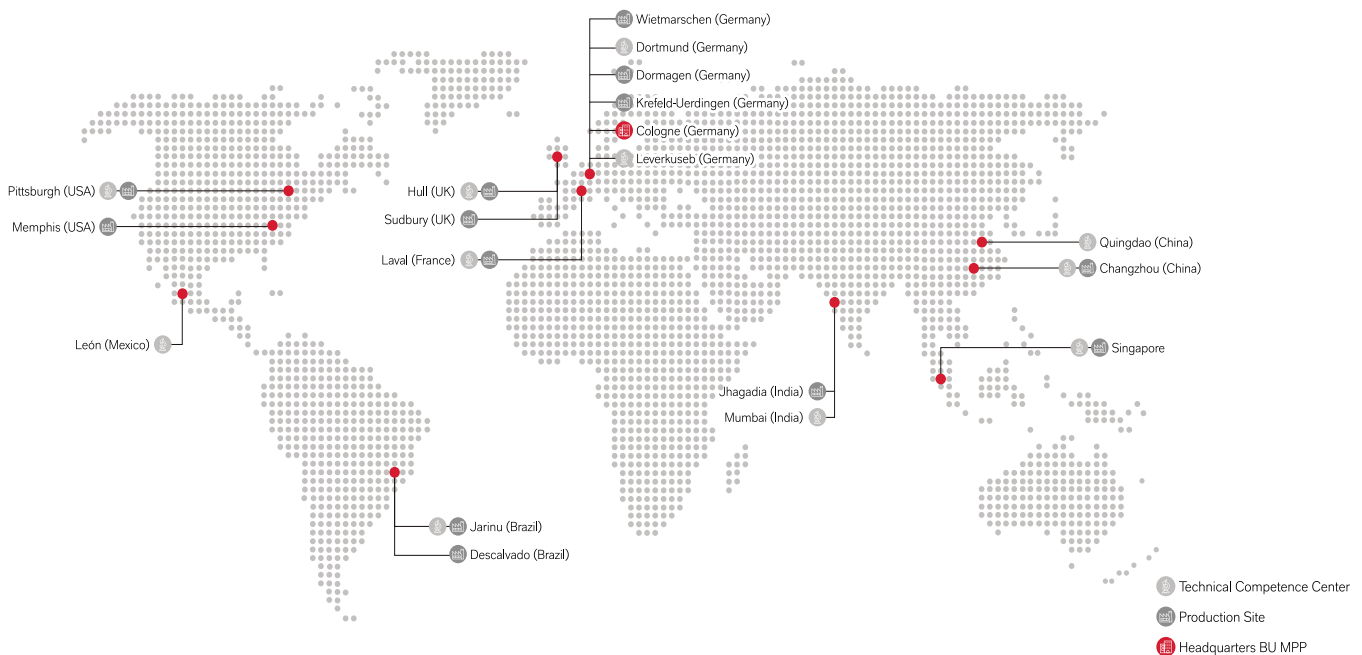 Wietmarschen (Germany)
Dortmund (Germany)
Dormagen (Germany)
Krefeld-Uerdingen (Germany)
Cologne (Germany)
Leverkuseb (Germany)
Pittsburgh (USA)
Memphis (USA)
León (Mexico)
Hull (UK)
Sudbury (UK)
Laval (France)
Quingdao (China)
Changzhou (China)
Singapore
Jhagadia (India)
Mumbai (India)
Jarinu (Brazil)
Descalvado (Brazil)
Technical Competence Center
Production Site
Headquarters BU MPP